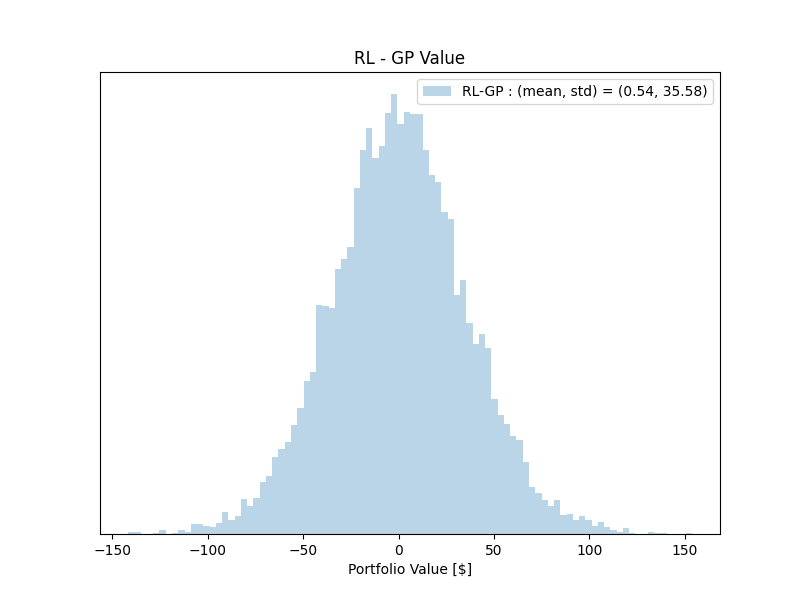 RL - GP Value
RL-GP : (mean, std) = (0.54, 35.58)
−150 −100 −50 0 50 100 150
Portfolio Value [$]